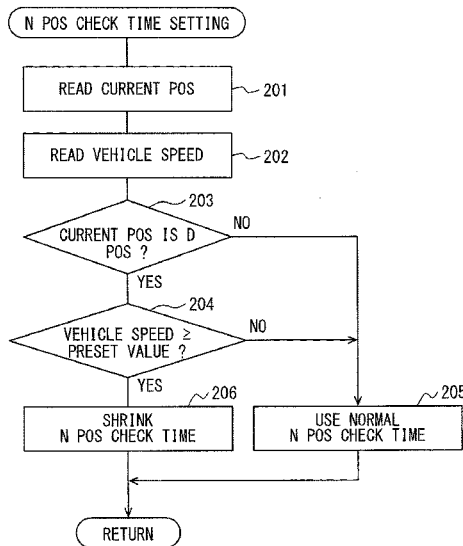 N POS CHECK TIME SETTING
READ CURRENT POS
201
READ VEHICLE SPEED
202
203
CURRENT POS IS D
POS ?
NO
YES
204
VEHICLE SPEED ≥
PRESET VALUE ?
NO
YES
206
SHRINK
N POS CHECK TIME
205
USE NORMAL
N POS CHECK TIME
RETURN